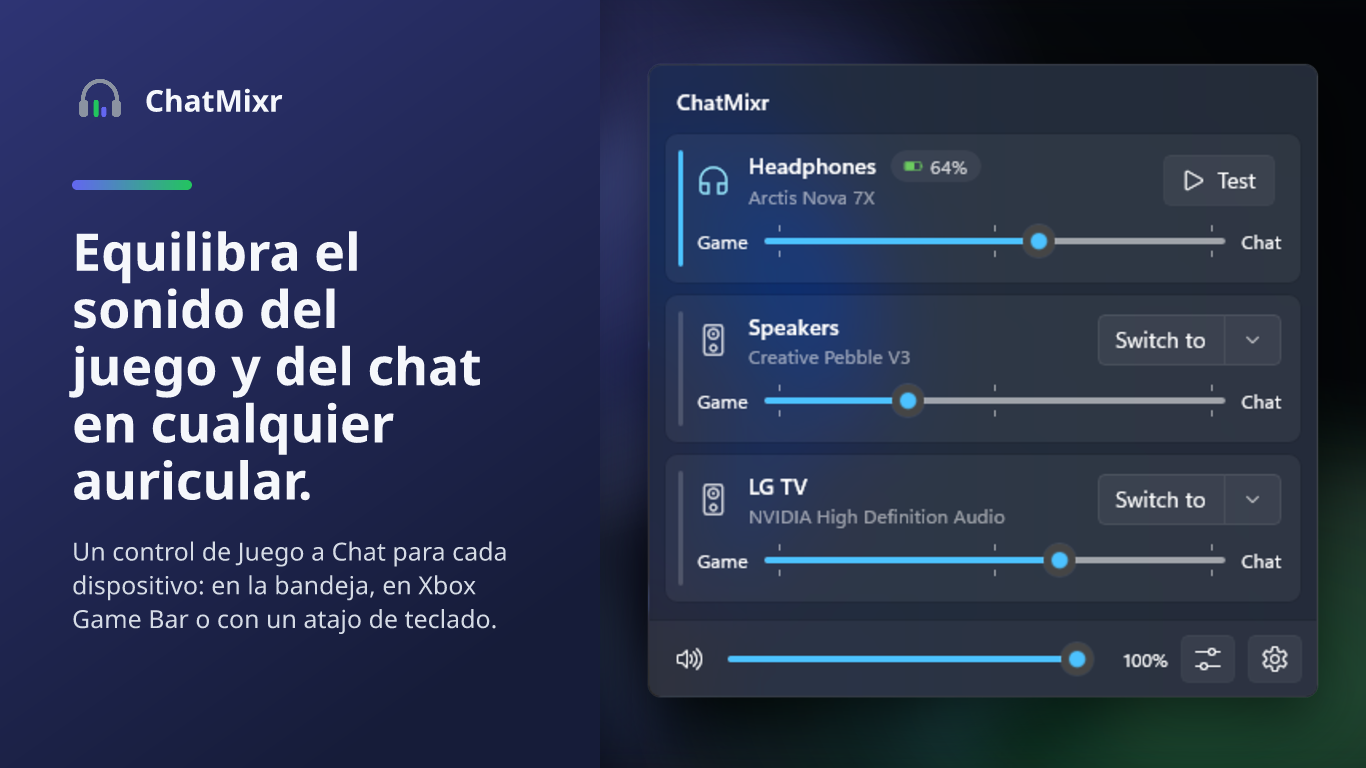 ChatMixr
Equilibra el
sonido del
juego y del chat
en cualquier
auricular.
Un control de Juego a Chat para cada
dispositivo: en la bandeja, en Xbox
Game Bar o con un atajo de teclado.
ChatMixr
Headphones 64%
Arctis Nova 7X
Test
Game Chat
Speakers
Creative Pebble V3
Switch to
Game Chat
LG TV
NVIDIA High Definition Audio
Switch to
Game Chat
100%